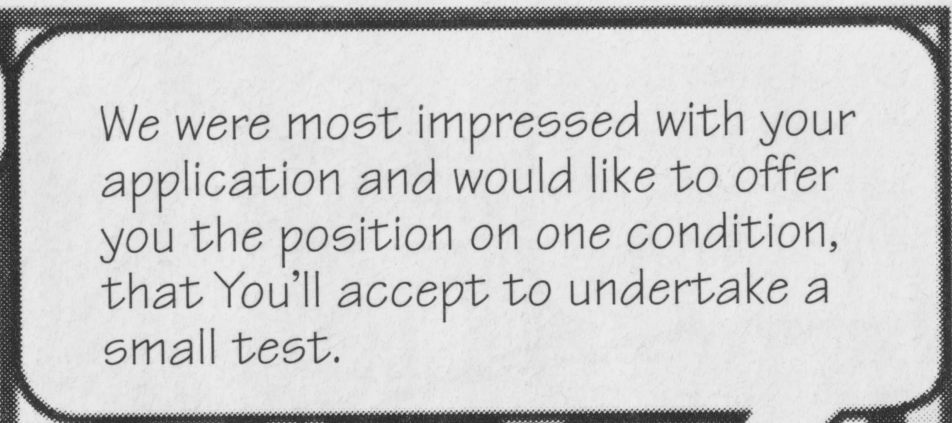 We were most impressed with your
application and would like to offer
you the position on one condition,
that You'll accept to undertake a
small test.